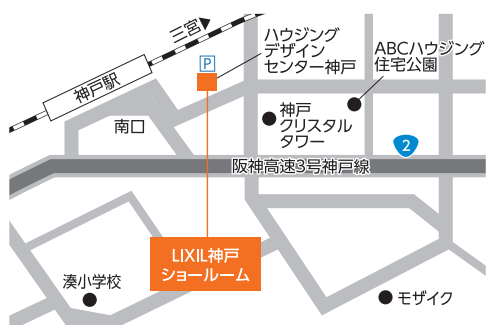 三宮
ハウジング
デザイン
センター神戸
ABCハウジング
住宅公園
P
神戸駅
南口
神戸
クリスタル
タワー
2
阪神高速3号神戸線
LIXIL神戸
ショールーム
湊小学校
モザイク